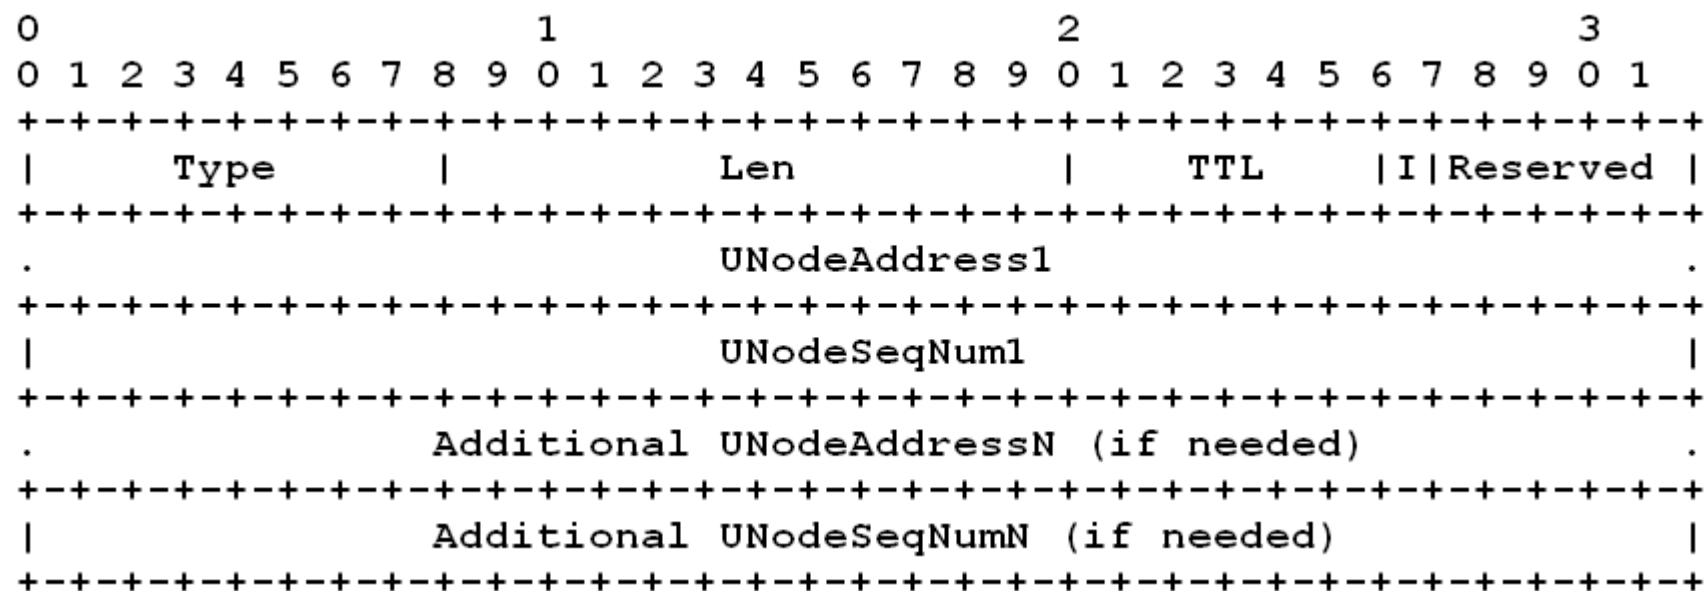 0                   1                   2                   3
0 1 2 3 4 5 6 7 8 9 0 1 2 3 4 5 6 7 8 9 0 1 2 3 4 5 6 7 8 9 0 1
+-+-+-+-+-+-+-+-+-+-+-+-+-+-+-+-+-+-+-+-+-+-+-+-+-+-+-+-+-+-+-+-+
|     Type      |          Len          |    TTL    |I|Reserved |
+-+-+-+-+-+-+-+-+-+-+-+-+-+-+-+-+-+-+-+-+-+-+-+-+-+-+-+-+-+-+-+-+
.                          UNodeAddress1                        .
+-+-+-+-+-+-+-+-+-+-+-+-+-+-+-+-+-+-+-+-+-+-+-+-+-+-+-+-+-+-+-+-+
|                          UNodeSeqNum1                         |
+-+-+-+-+-+-+-+-+-+-+-+-+-+-+-+-+-+-+-+-+-+-+-+-+-+-+-+-+-+-+-+-+
.               Additional UNodeAddressN (if needed)            .
+-+-+-+-+-+-+-+-+-+-+-+-+-+-+-+-+-+-+-+-+-+-+-+-+-+-+-+-+-+-+-+-+
|               Additional UNodeSeqNumN (if needed)             |
+-+-+-+-+-+-+-+-+-+-+-+-+-+-+-+-+-+-+-+-+-+-+-+-+-+-+-+-+-+-+-+-+